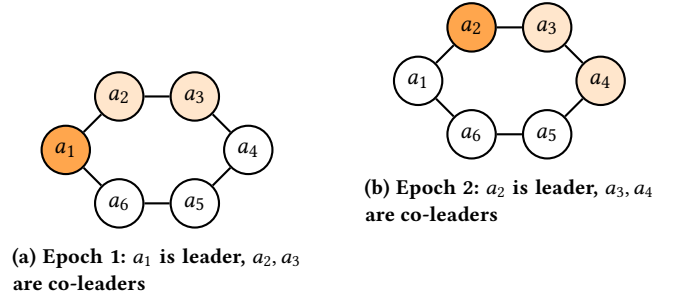 a₂ a₃
a₁ a₄
a₆ a₅
(a) Epoch 1: a₁ is leader, a₂, a₃
are co-leaders
a₂ a₃
a₁ a₄
a₆ a₅
(b) Epoch 2: a₂ is leader, a₃, a₄
are co-leaders